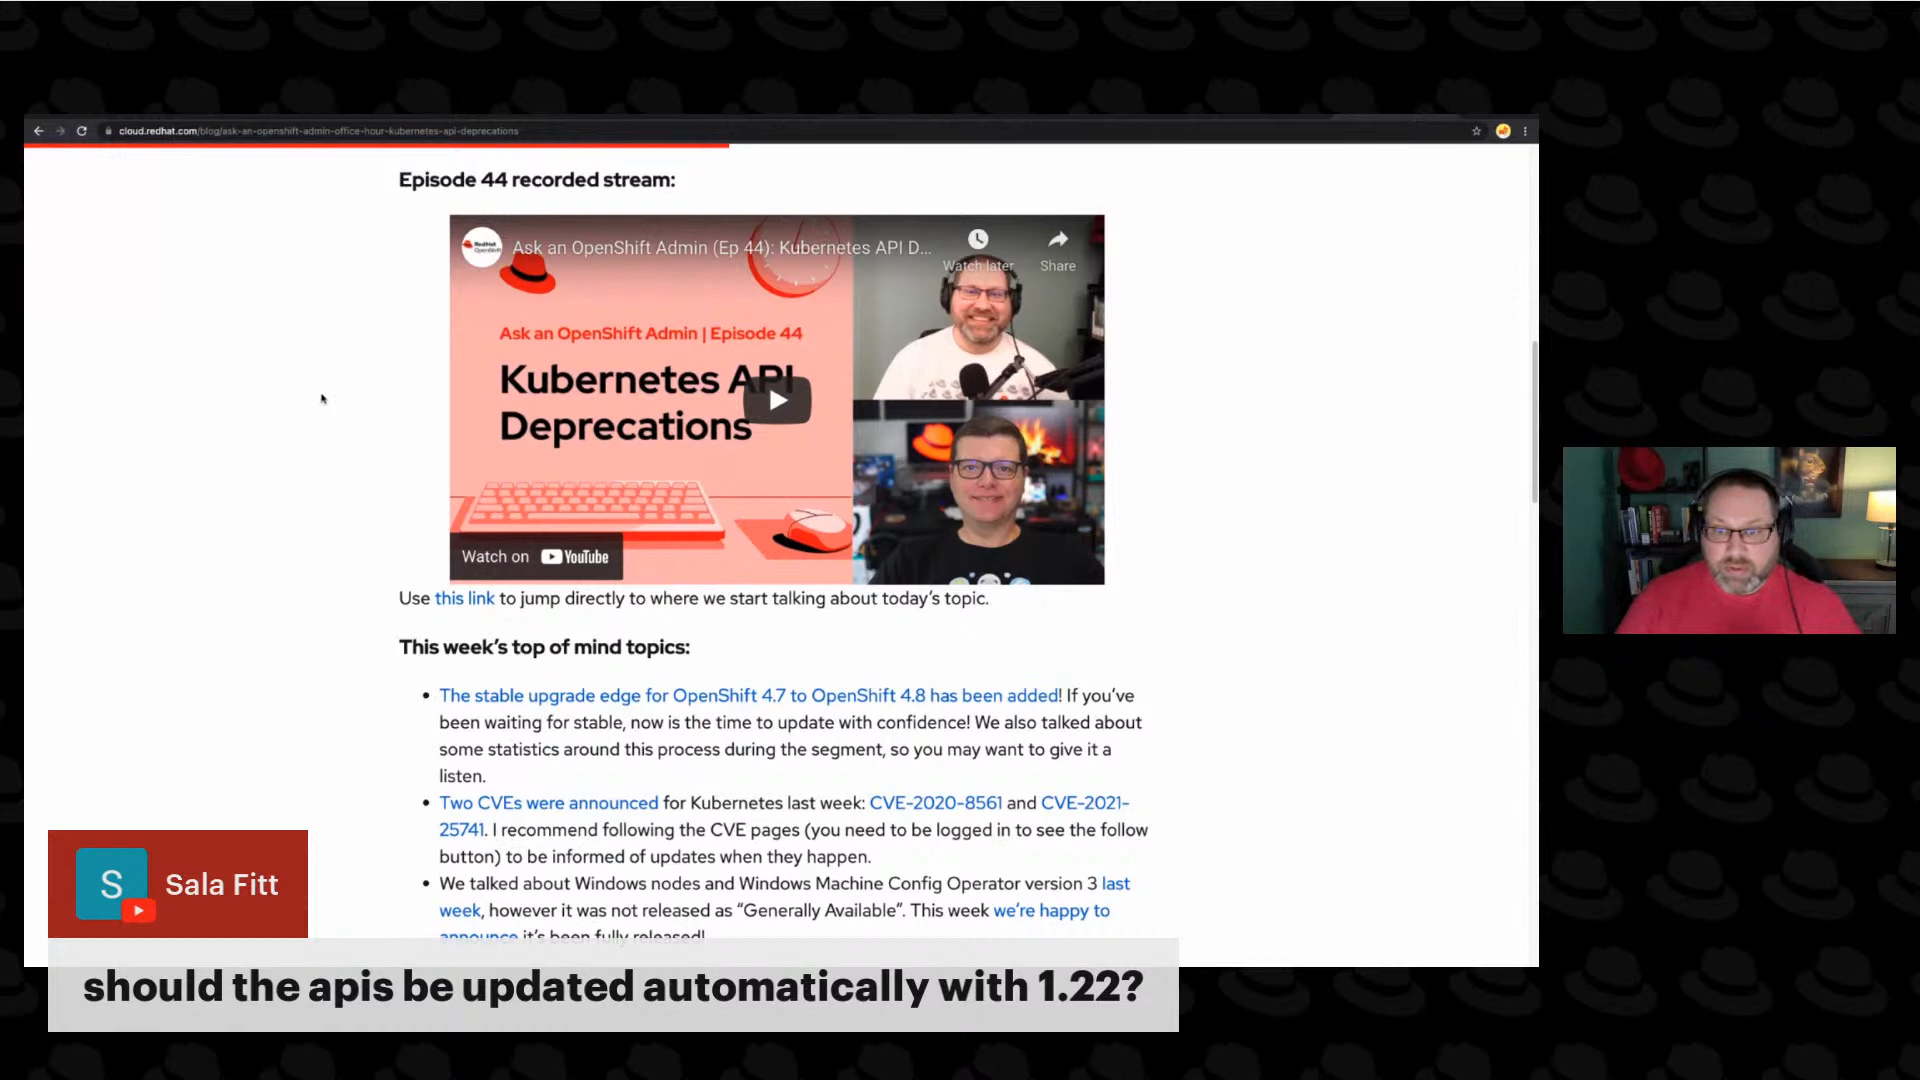 cloud.redhat.com/blog/ask-an-openshift-admin-office-hour-kubernetes-api-deprecations
Episode 44 recorded stream:
RedHat
OpenShift
Ask an OpenShift Admin (Ep 44): Kubernetes API D...
Watch later
Share
Ask an OpenShift Admin | Episode 44
Kubernetes API
Deprecations
Watch on YouTube
Use this link to jump directly to where we start talking about today’s topic.
This week’s top of mind topics:
• The stable upgrade edge for OpenShift 4.7 to OpenShift 4.8 has been added! If you’ve
been waiting for stable, now is the time to update with confidence! We also talked about
some statistics around this process during the segment, so you may want to give it a
listen.
• Two CVEs were announced for Kubernetes last week: CVE-2020-8561 and CVE-2021-
25741. I recommend following the CVE pages (you need to be logged in to see the follow
button) to be informed of updates when they happen.
• We talked about Windows nodes and Windows Machine Config Operator version 3 last
week, however it was not released as “Generally Available”. This week we’re happy to
announce it’s been fully released!
S
Sala Fitt
should the apis be updated automatically with 1.22?